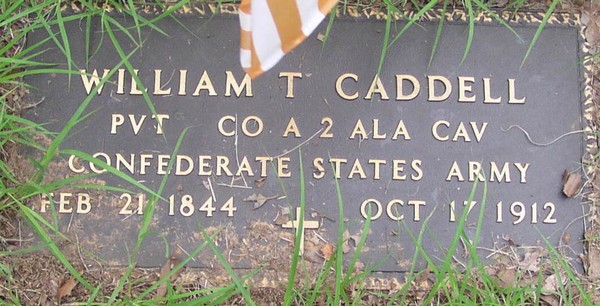 WILLIAM T CADDELL
PVT CO A 2 ALA CAV
CONFEDERATE STATES ARMY
FEB 21 1844 OCT 17 1912